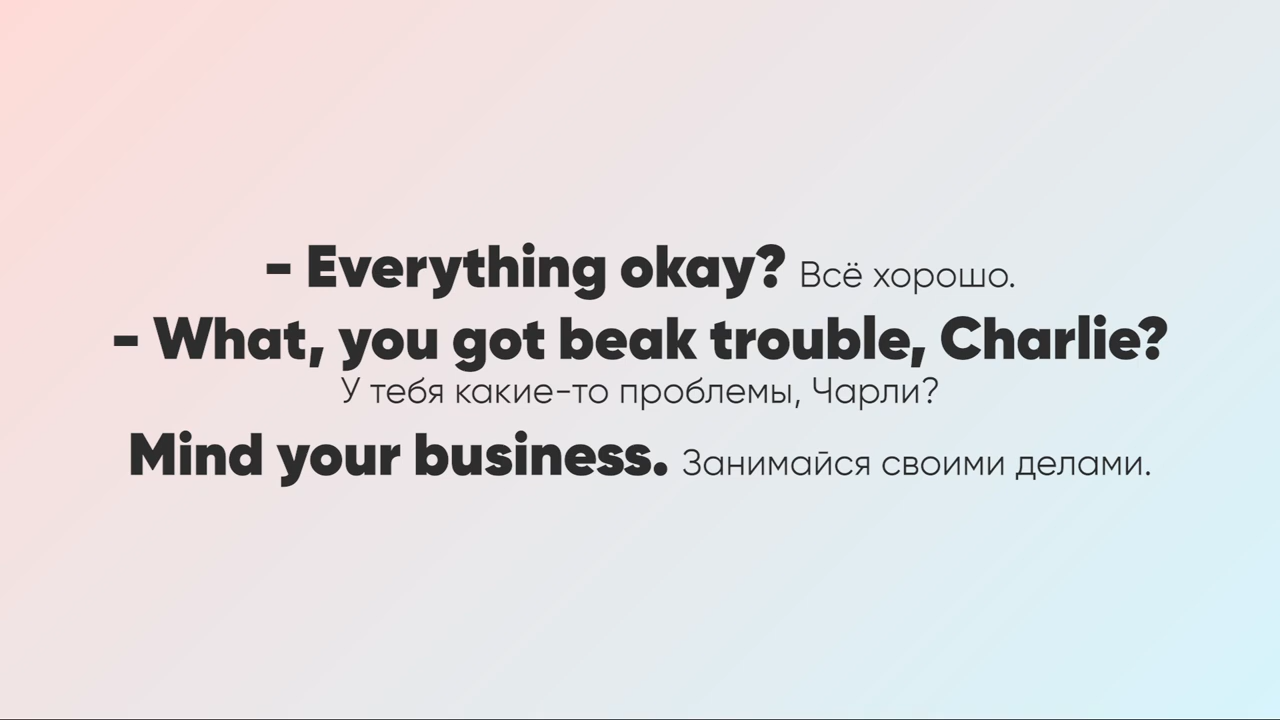 - Everything okay? Всё хорошо.
- What, you got beak trouble, Charlie?
У тебя какие-то проблемы, Чарли?
Mind your business. Занимайся своими делами.